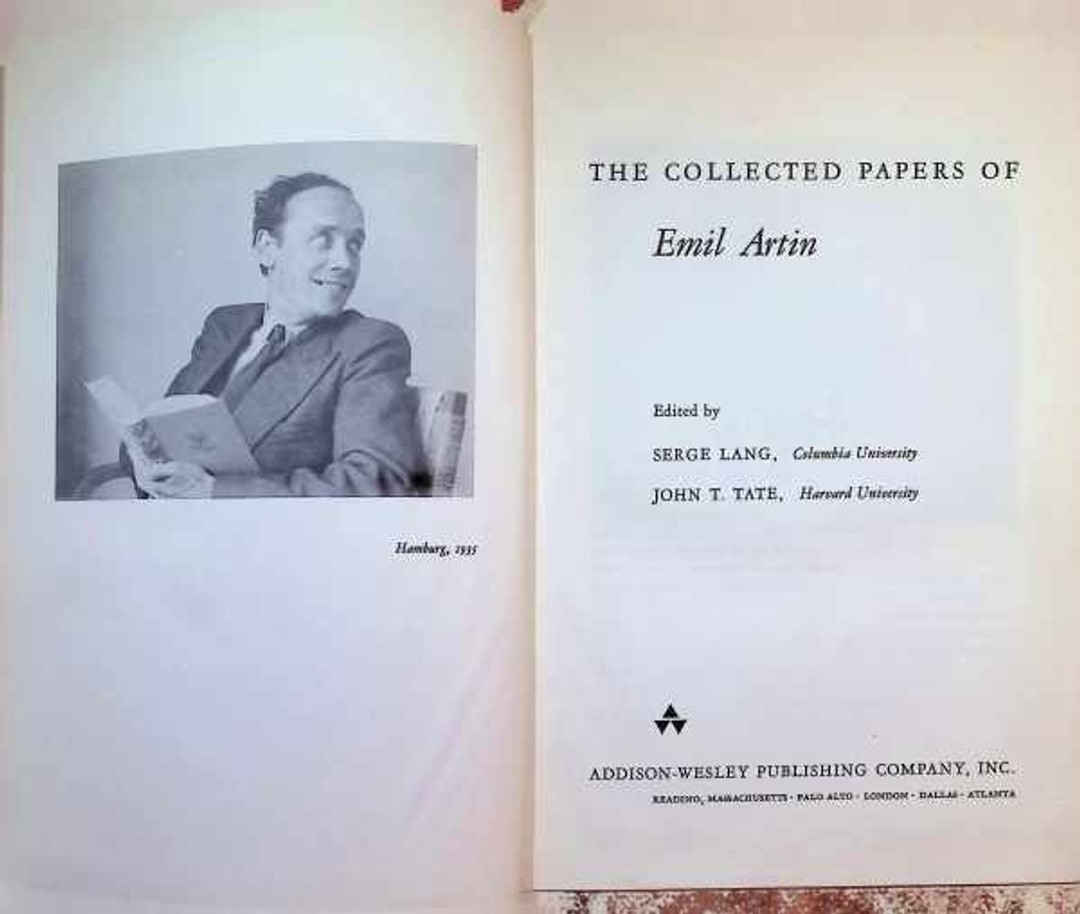 Hamburg, 1935
THE COLLECTED PAPERS OF
Emil Artin
Edited by
SERGE LANG, Columbia University
JOHN T. TATE, Harvard University
ADDISON-WESLEY PUBLISHING COMPANY, INC.
READING, MASSACHUSETTS · PALO ALTO · LONDON · DALLAS · ATLANTA